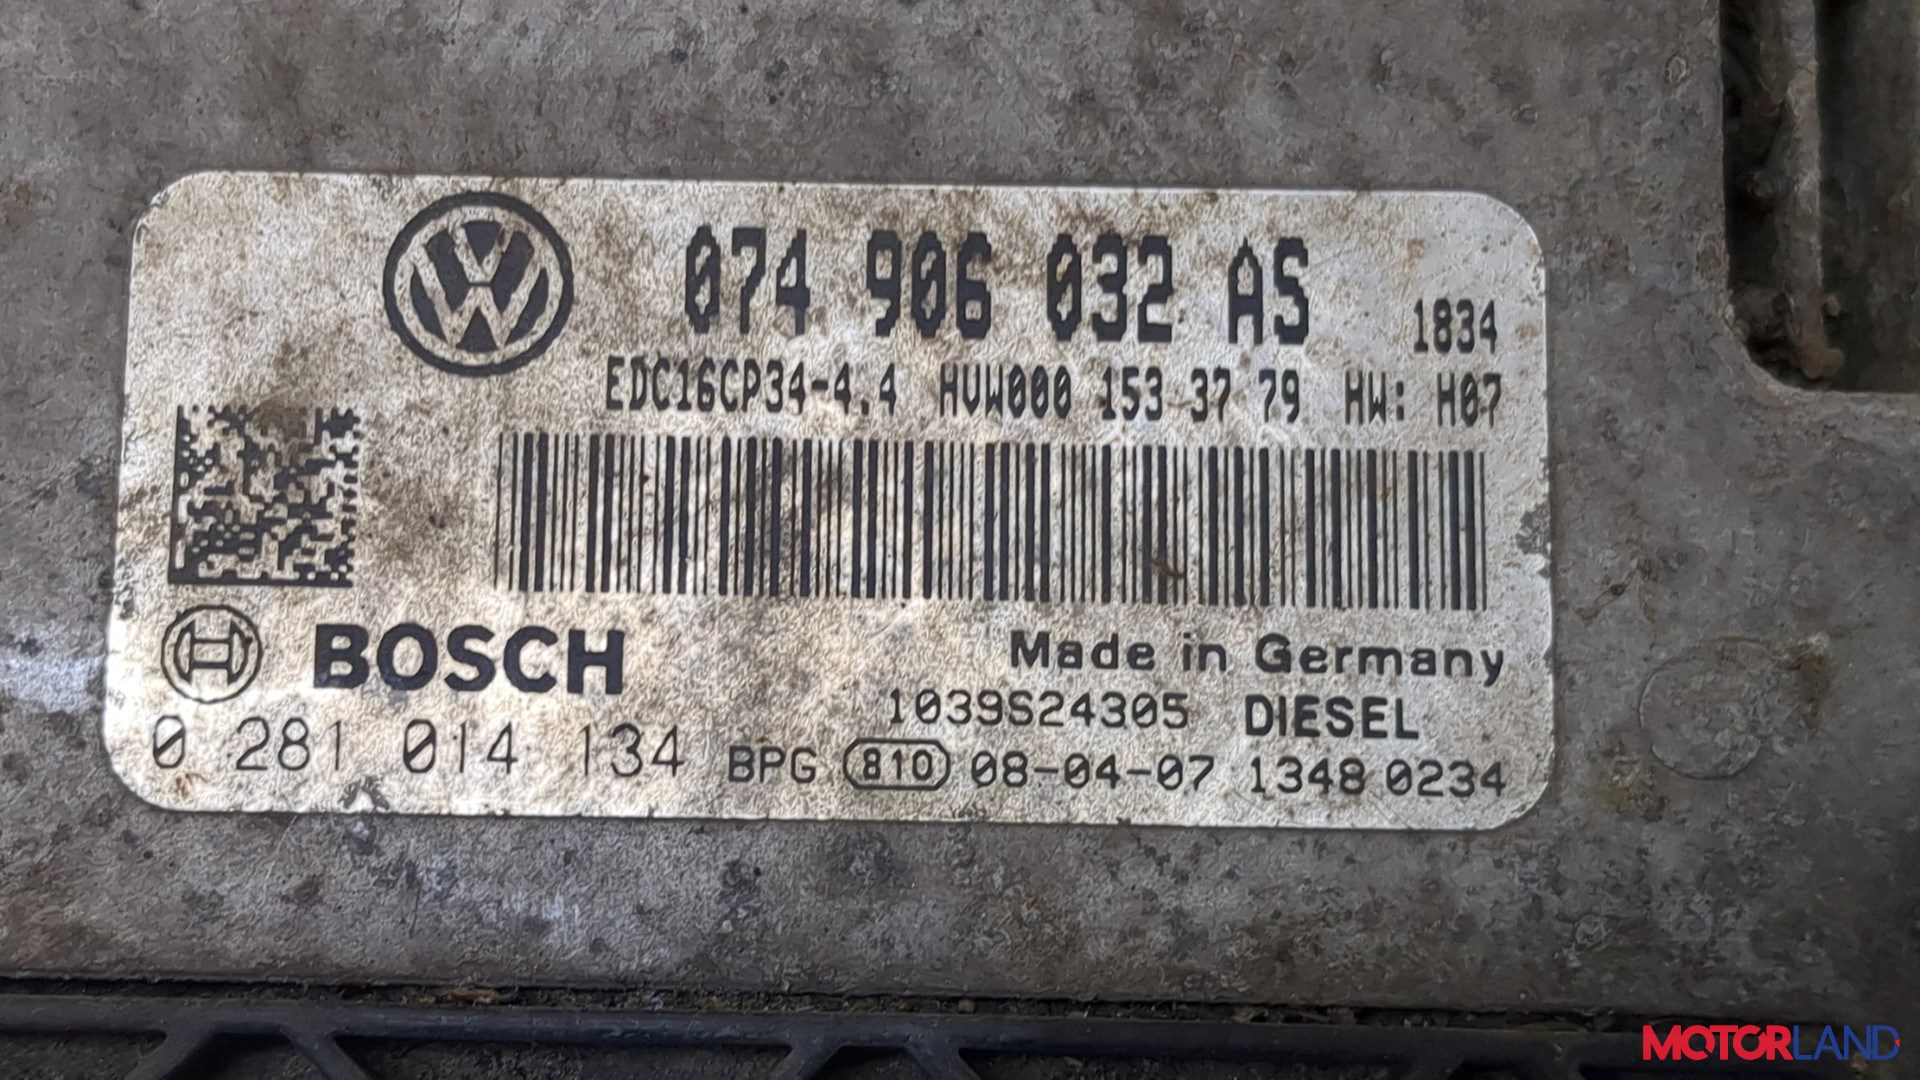 074 906 032 AS 1834
EDC16CP34-4.4 HVW000 153 37 79 HW: H07
BOSCH
Made in Germany
1039S24305 DIESEL
0 281 014 134 BPG 810 08-04-07 1348 0234
MOTORLAND